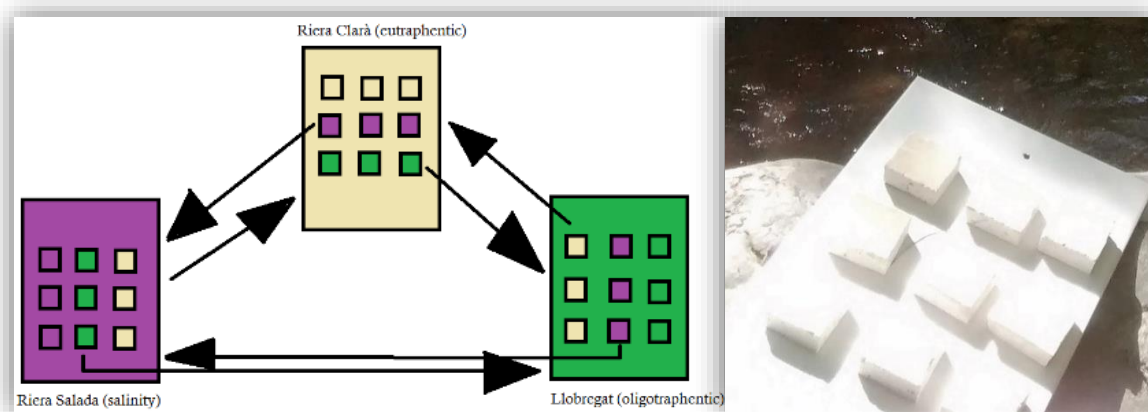 Riera Clarà (eutraphentic)
Riera Salada (salinity)
Llobregat (oligotraphentic)